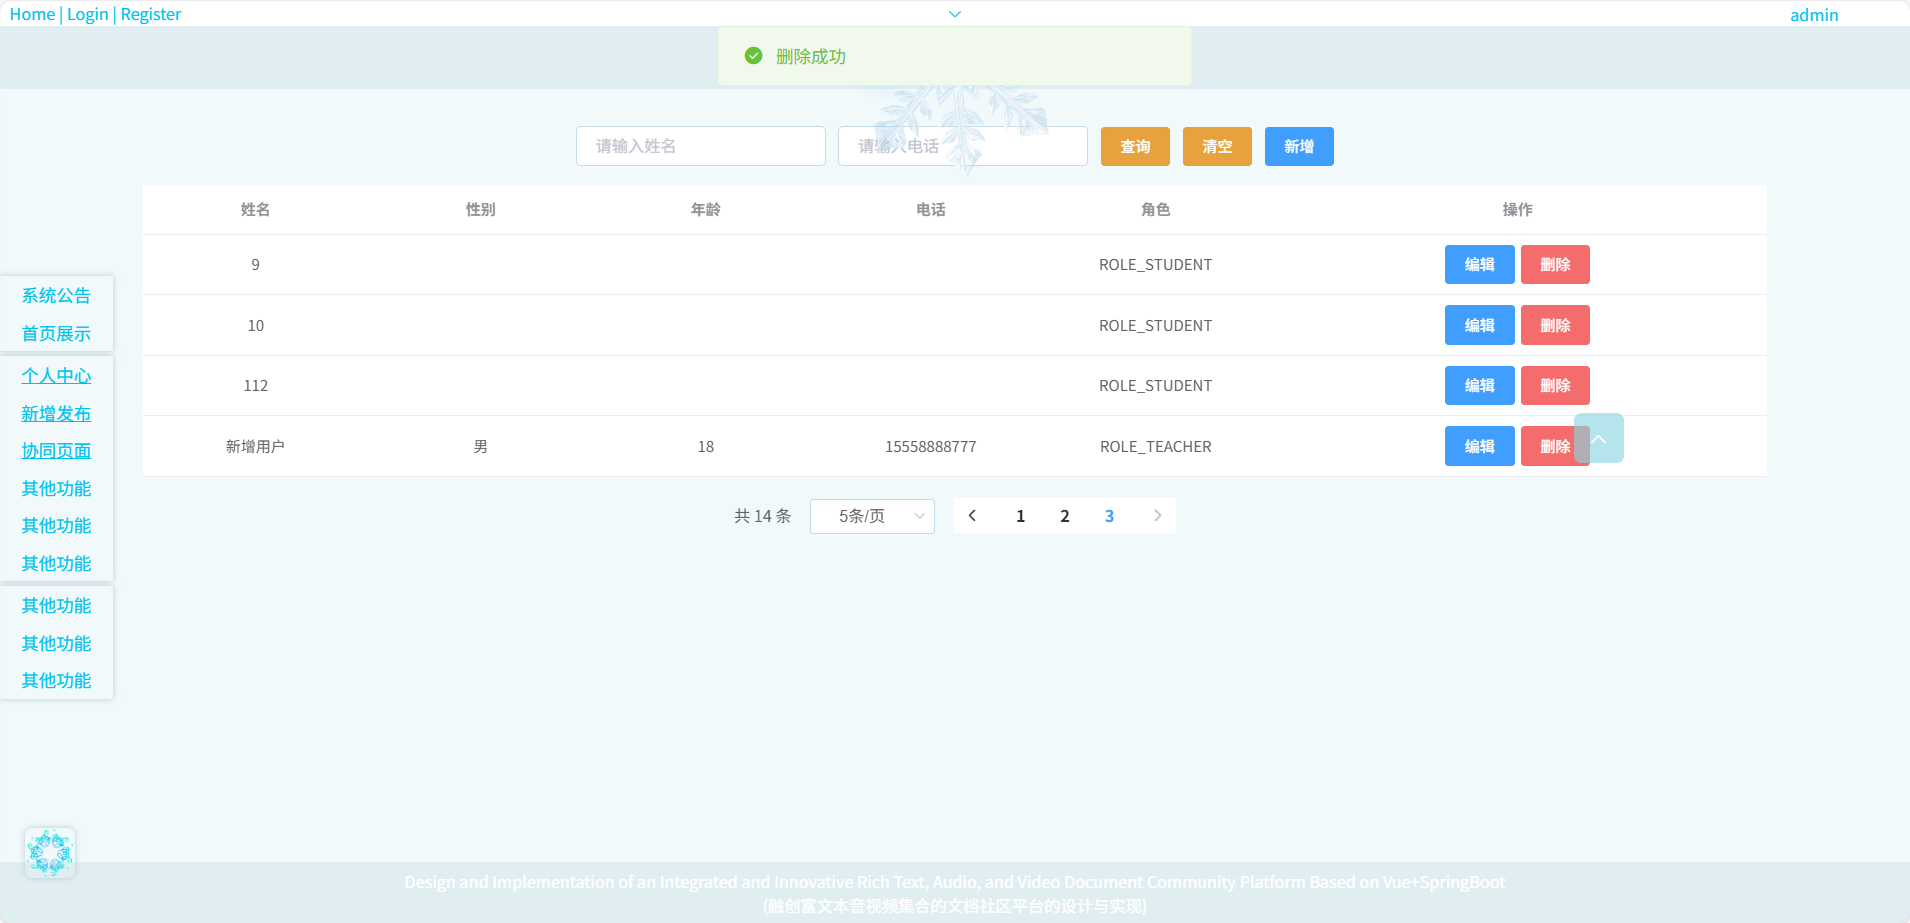 Home | Login | Register
admin
删除成功
请输入姓名 请输入电话 查询 清空 新增
姓名 性别 年龄 电话 角色 操作
9 ROLE_STUDENT 编辑 删除
10 ROLE_STUDENT 编辑 删除
112 ROLE_STUDENT 编辑 删除
新增用户 男 18 15558888777 ROLE_TEACHER 编辑 删除
共 14 条 5条/页 1 2 3
系统公告
首页展示
个人中心
新增发布
协同页面
其他功能
其他功能
其他功能
其他功能
其他功能
其他功能
Design and Implementation of an Integrated and Innovative Rich Text, Audio, and Video Document Community Platform Based on Vue+SpringBoot
(融创富文本音视频集合的文档社区平台的设计与实现)